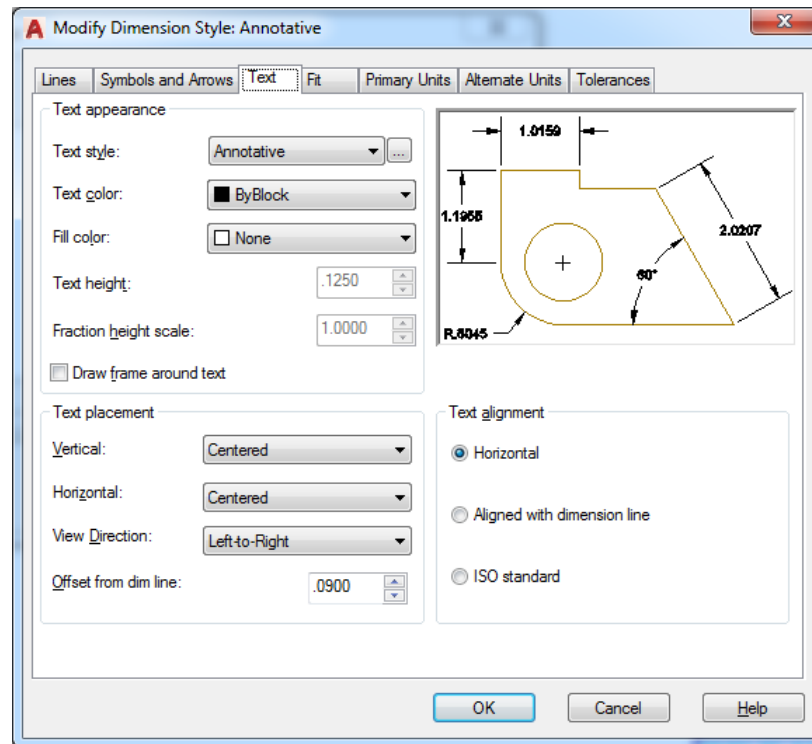 Modify Dimension Style: Annotative
Lines Symbols and Arrows Text Fit Primary Units Alternate Units Tolerances
Text appearance
Text style: Annotative ...
Text color: ByBlock
Fill color: None
Text height: .1250
Fraction height scale: 1.0000
Draw frame around text
1.0159
1.1955
2.0207
60°
R.8045
Text placement
Vertical: Centered
Horizontal: Centered
View Direction: Left-to-Right
Offset from dim line: .0900
Text alignment
Horizontal
Aligned with dimension line
ISO standard
OK Cancel Help